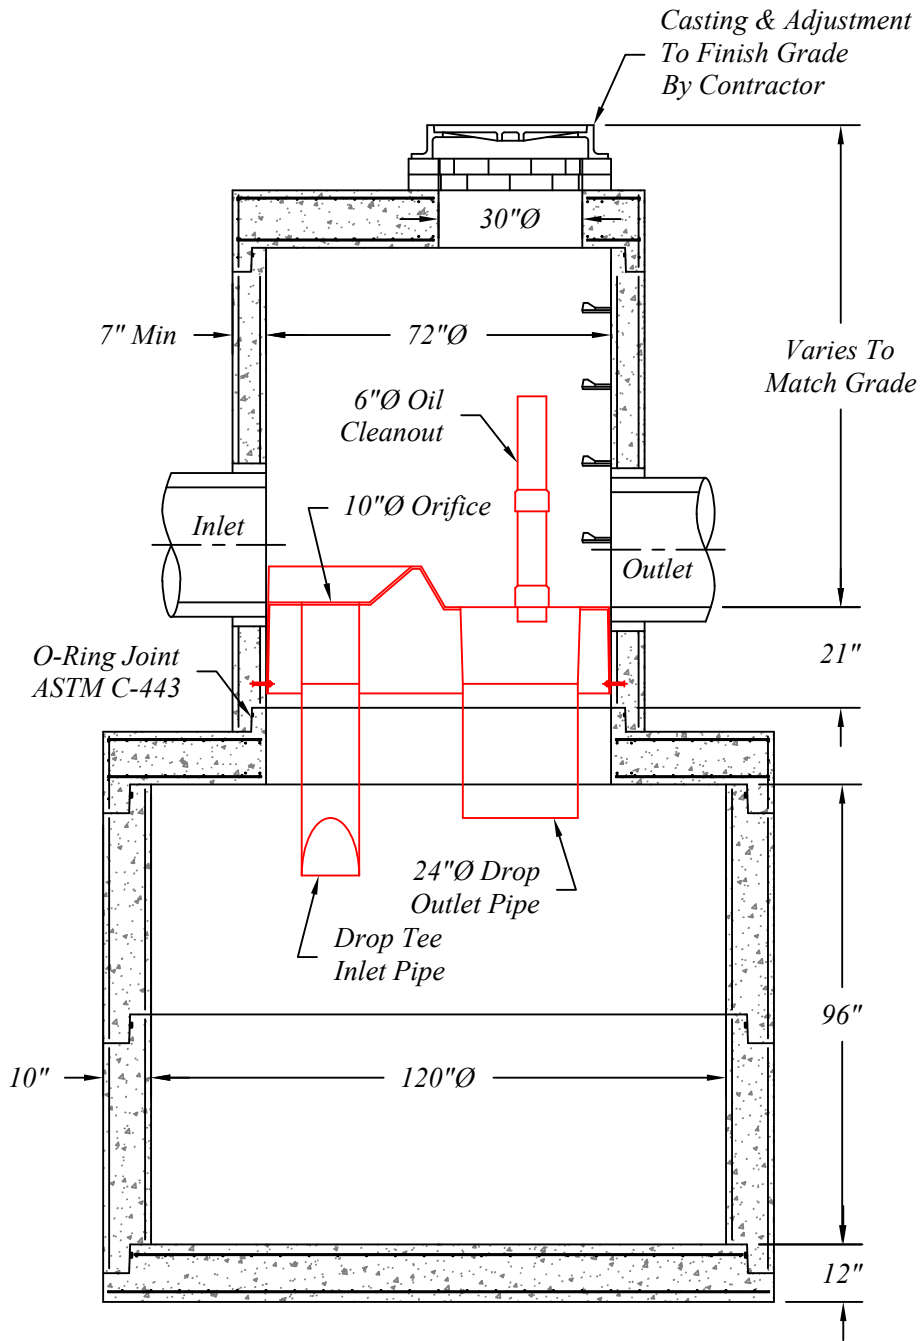 Casting & Adjustment
To Finish Grade
By Contractor
30"Ø
7" Min
72"Ø
Varies To
Match Grade
6"Ø Oil
Cleanout
10"Ø Orifice
Inlet
Outlet
O-Ring Joint
ASTM C-443
21"
24"Ø Drop
Outlet Pipe
Drop Tee
Inlet Pipe
96"
10"
120"Ø
12"